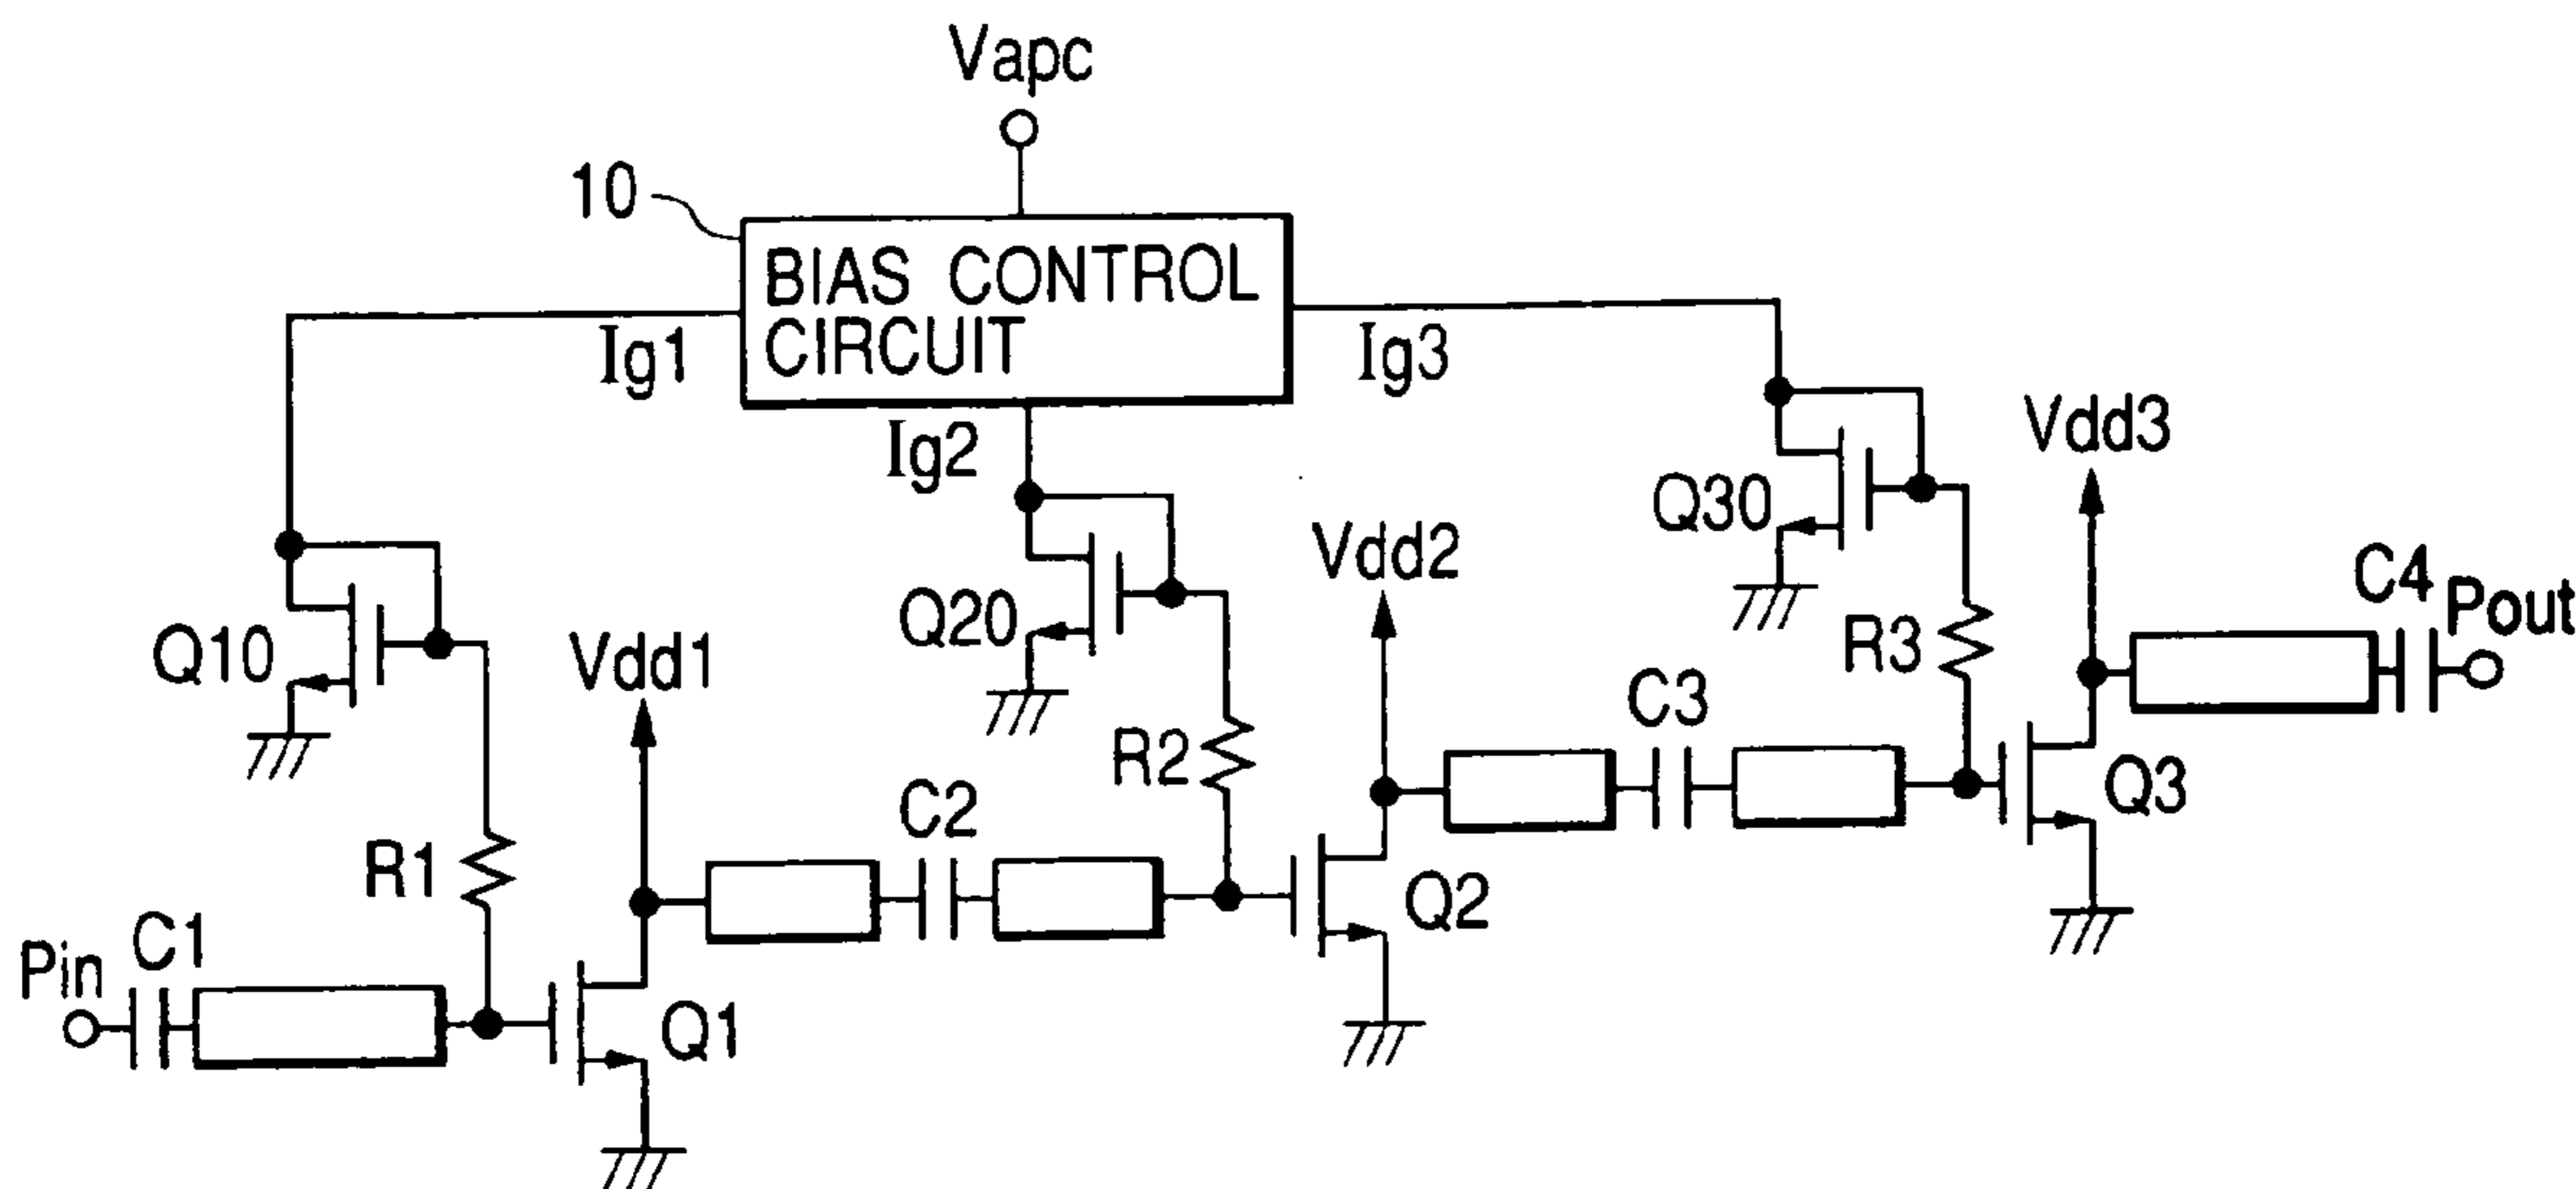 Vapc
10
BIAS CONTROL
CIRCUIT
Ig1
Ig2
Ig3
Vdd3
Q30
Vdd2
C4
Pout
Q10
Q20
Vdd1
R3
C3
R2
Q3
C2
R1
Q2
C1
Pin
Q1